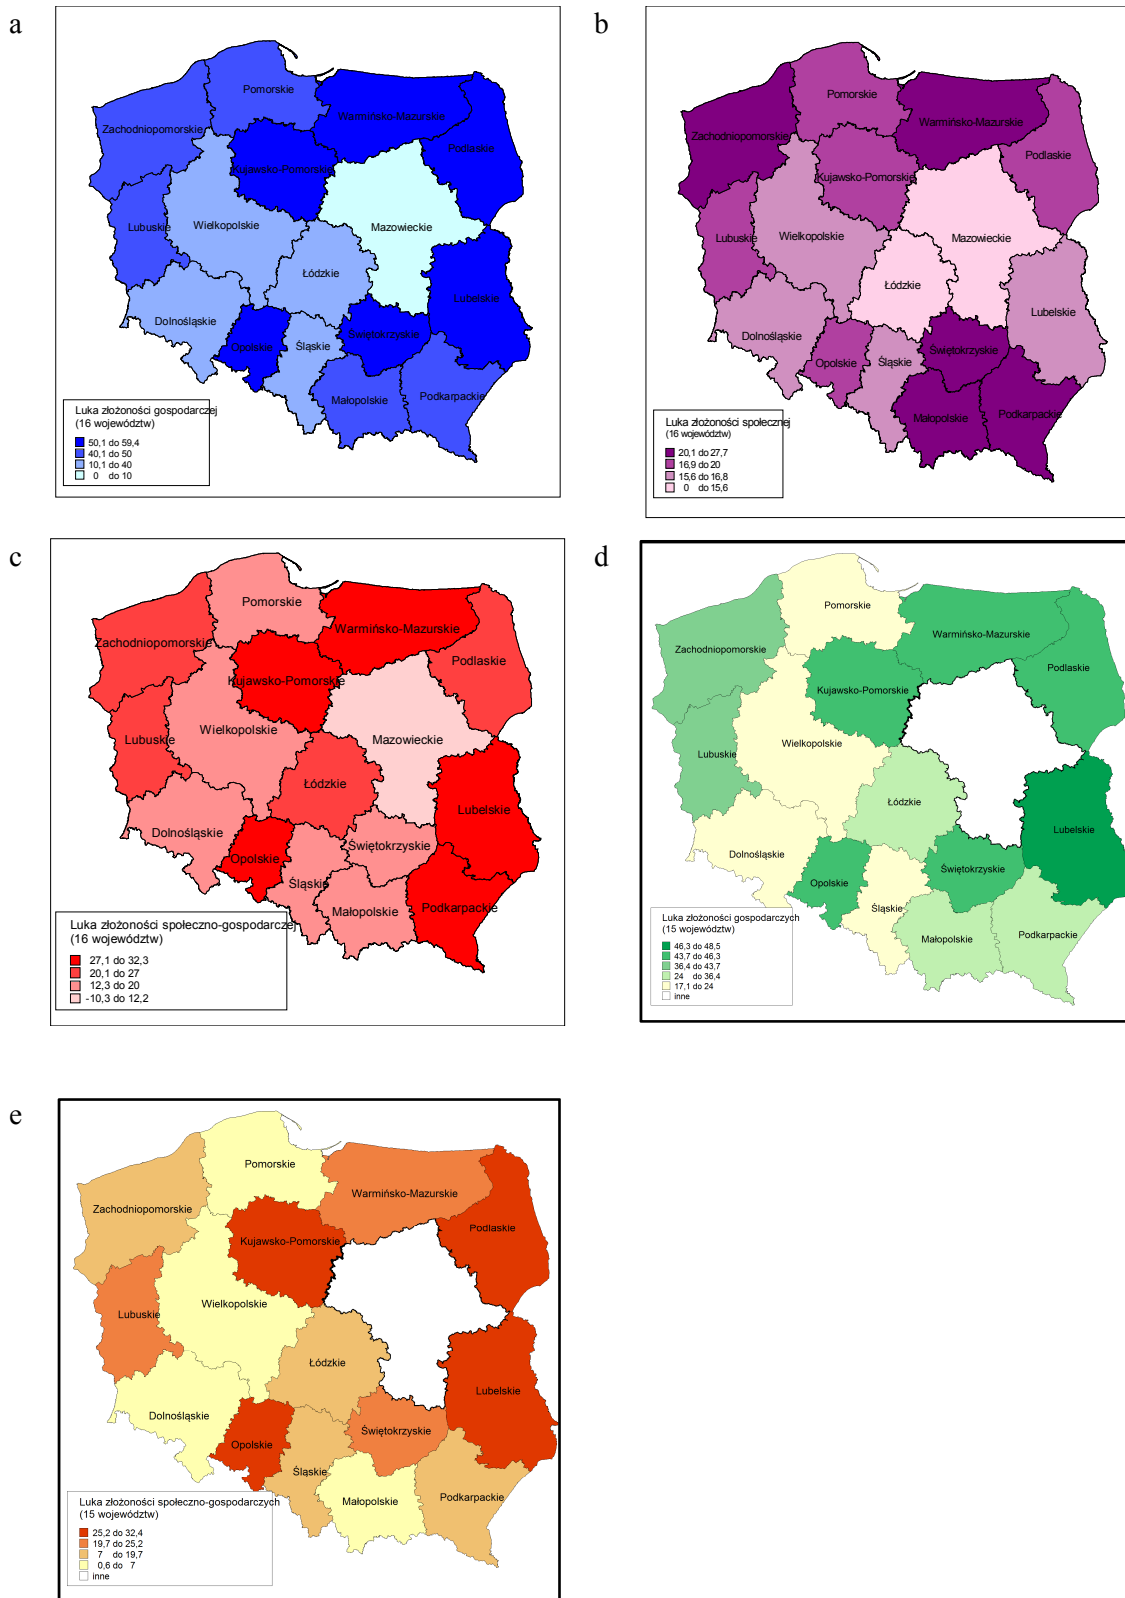 a
Pomorskie
Warmińsko-Mazurskie
Zachodniopomorskie
Podlaskie
Kujawsko-Pomorskie
Lubuskie
Wielkopolskie
Mazowieckie
Łódzkie
Lubelskie
Dolnośląskie
Świętokrzyskie
Opolskie
Śląskie
Małopolskie
Podkarpackie
Luka złożoności gospodarczej
(16 województw)
50,1 do 59,4
40,1 do 50
10,1 do 40
0 do 10
b
Pomorskie
Warmińsko-Mazurskie
Zachodniopomorskie
Podlaskie
Kujawsko-Pomorskie
Wielkopolskie
Lubuskie
Mazowieckie
Łódzkie
Lubelskie
Dolnośląskie
Świętokrzyskie
Śląskie
Opolskie
Małopolskie
Podkarpackie
Luka złożoności społecznej
(16 województw)
20,1 do 27,7
16,9 do 20
15,6 do 16,8
0 do 15,6
c
Pomorskie
Warmińsko-Mazurskie
Zachodniopomorskie
Podlaskie
Kujawsko-Pomorskie
Wielkopolskie
Lubuskie
Mazowieckie
Łódzkie
Lubelskie
Dolnośląskie
Świętokrzyskie
Opolskie
Śląskie
Podkarpackie
Małopolskie
Luka złożoności społeczno-gospodarczej
(16 województw)
27,1 do 32,3
20,1 do 27
12,3 do 20
-10,3 do 12,2
d
Pomorskie
Warmińsko-Mazurskie
Zachodniopomorskie
Podlaskie
Kujawsko-Pomorskie
Wielkopolskie
Lubuskie
Łódzkie
Lubelskie
Dolnośląskie
Świętokrzyskie
Opolskie
Śląskie
Podkarpackie
Małopolskie
Luka złożoności gospodarczych
(15 województw)
46,3 do 48,5
43,7 do 46,3
36,4 do 43,7
24 do 36,4
17,1 do 24
inne
e
Pomorskie
Warmińsko-Mazurskie
Zachodniopomorskie
Podlaskie
Kujawsko-Pomorskie
Wielkopolskie
Lubuskie
Łódzkie
Lubelskie
Dolnośląskie
Świętokrzyskie
Opolskie
Śląskie
Podkarpackie
Małopolskie
Luka złożoności społeczno-gospodarczych
(15 województw)
25,2 do 32,4
19,7 do 25,2
7 do 19,7
0,6 do 7
inne